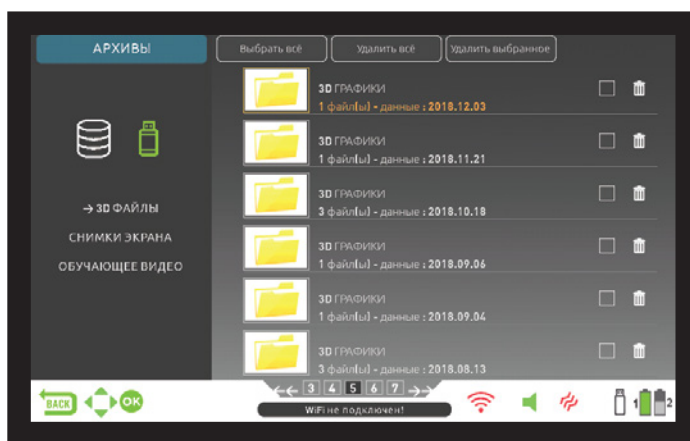 АРХИВЫ
Выбрать всё
Удалить всё
Удалить выбранное
3D ГРАФИКИ
1 файл(ы) - данные : 2018.12.03
3D ГРАФИКИ
1 файл(ы) - данные : 2018.11.21
3D ГРАФИКИ
3 файл(ы) - данные : 2018.10.18
3D ГРАФИКИ
1 файл(ы) - данные : 2018.09.06
3D ГРАФИКИ
1 файл(ы) - данные : 2018.09.04
3D ГРАФИКИ
3 файл(ы) - данные : 2018.08.13
→ 3D ФАЙЛЫ
СНИМКИ ЭКРАНА
ОБУЧАЮЩЕЕ ВИДЕО
BACK
OK
←← 3 4 5 6 7 →→
WiFi не подключен!
1 2